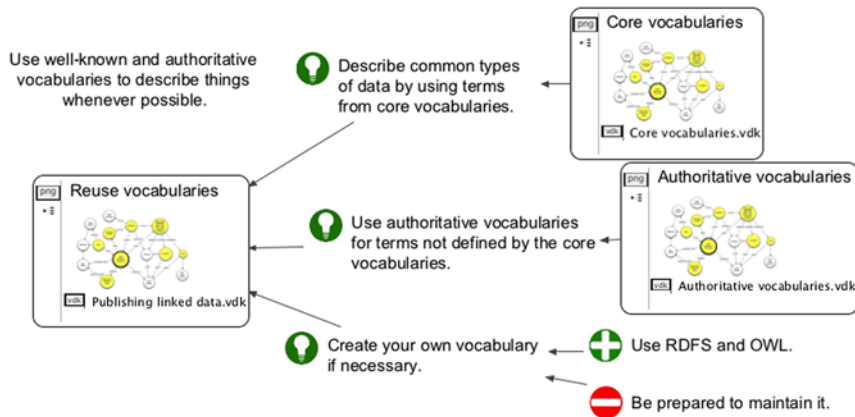 Use well-known and authoritative
vocabularies to describe things
whenever possible.
Describe common types
of data by using terms
from core vocabularies.
png
Core vocabularies
vdk
Core vocabularies.vdk
png
Reuse vocabularies
vdk
Publishing linked data.vdk
Use authoritative vocabularies
for terms not defined by the core
vocabularies.
png
Authoritative vocabularies
vdk
Authoritative vocabularies.vdk
Create your own vocabulary
if necessary.
Use RDFS and OWL.
Be prepared to maintain it.